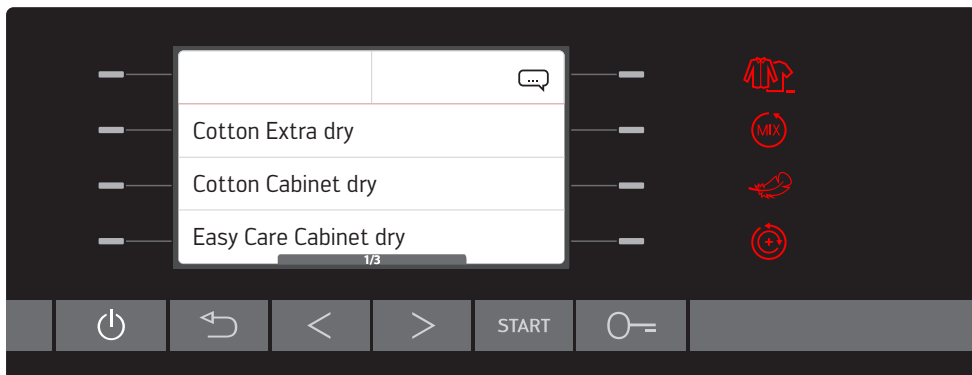 ...
MIX
Cotton Extra dry
Cotton Cabinet dry
Easy Care Cabinet dry
1/3
START